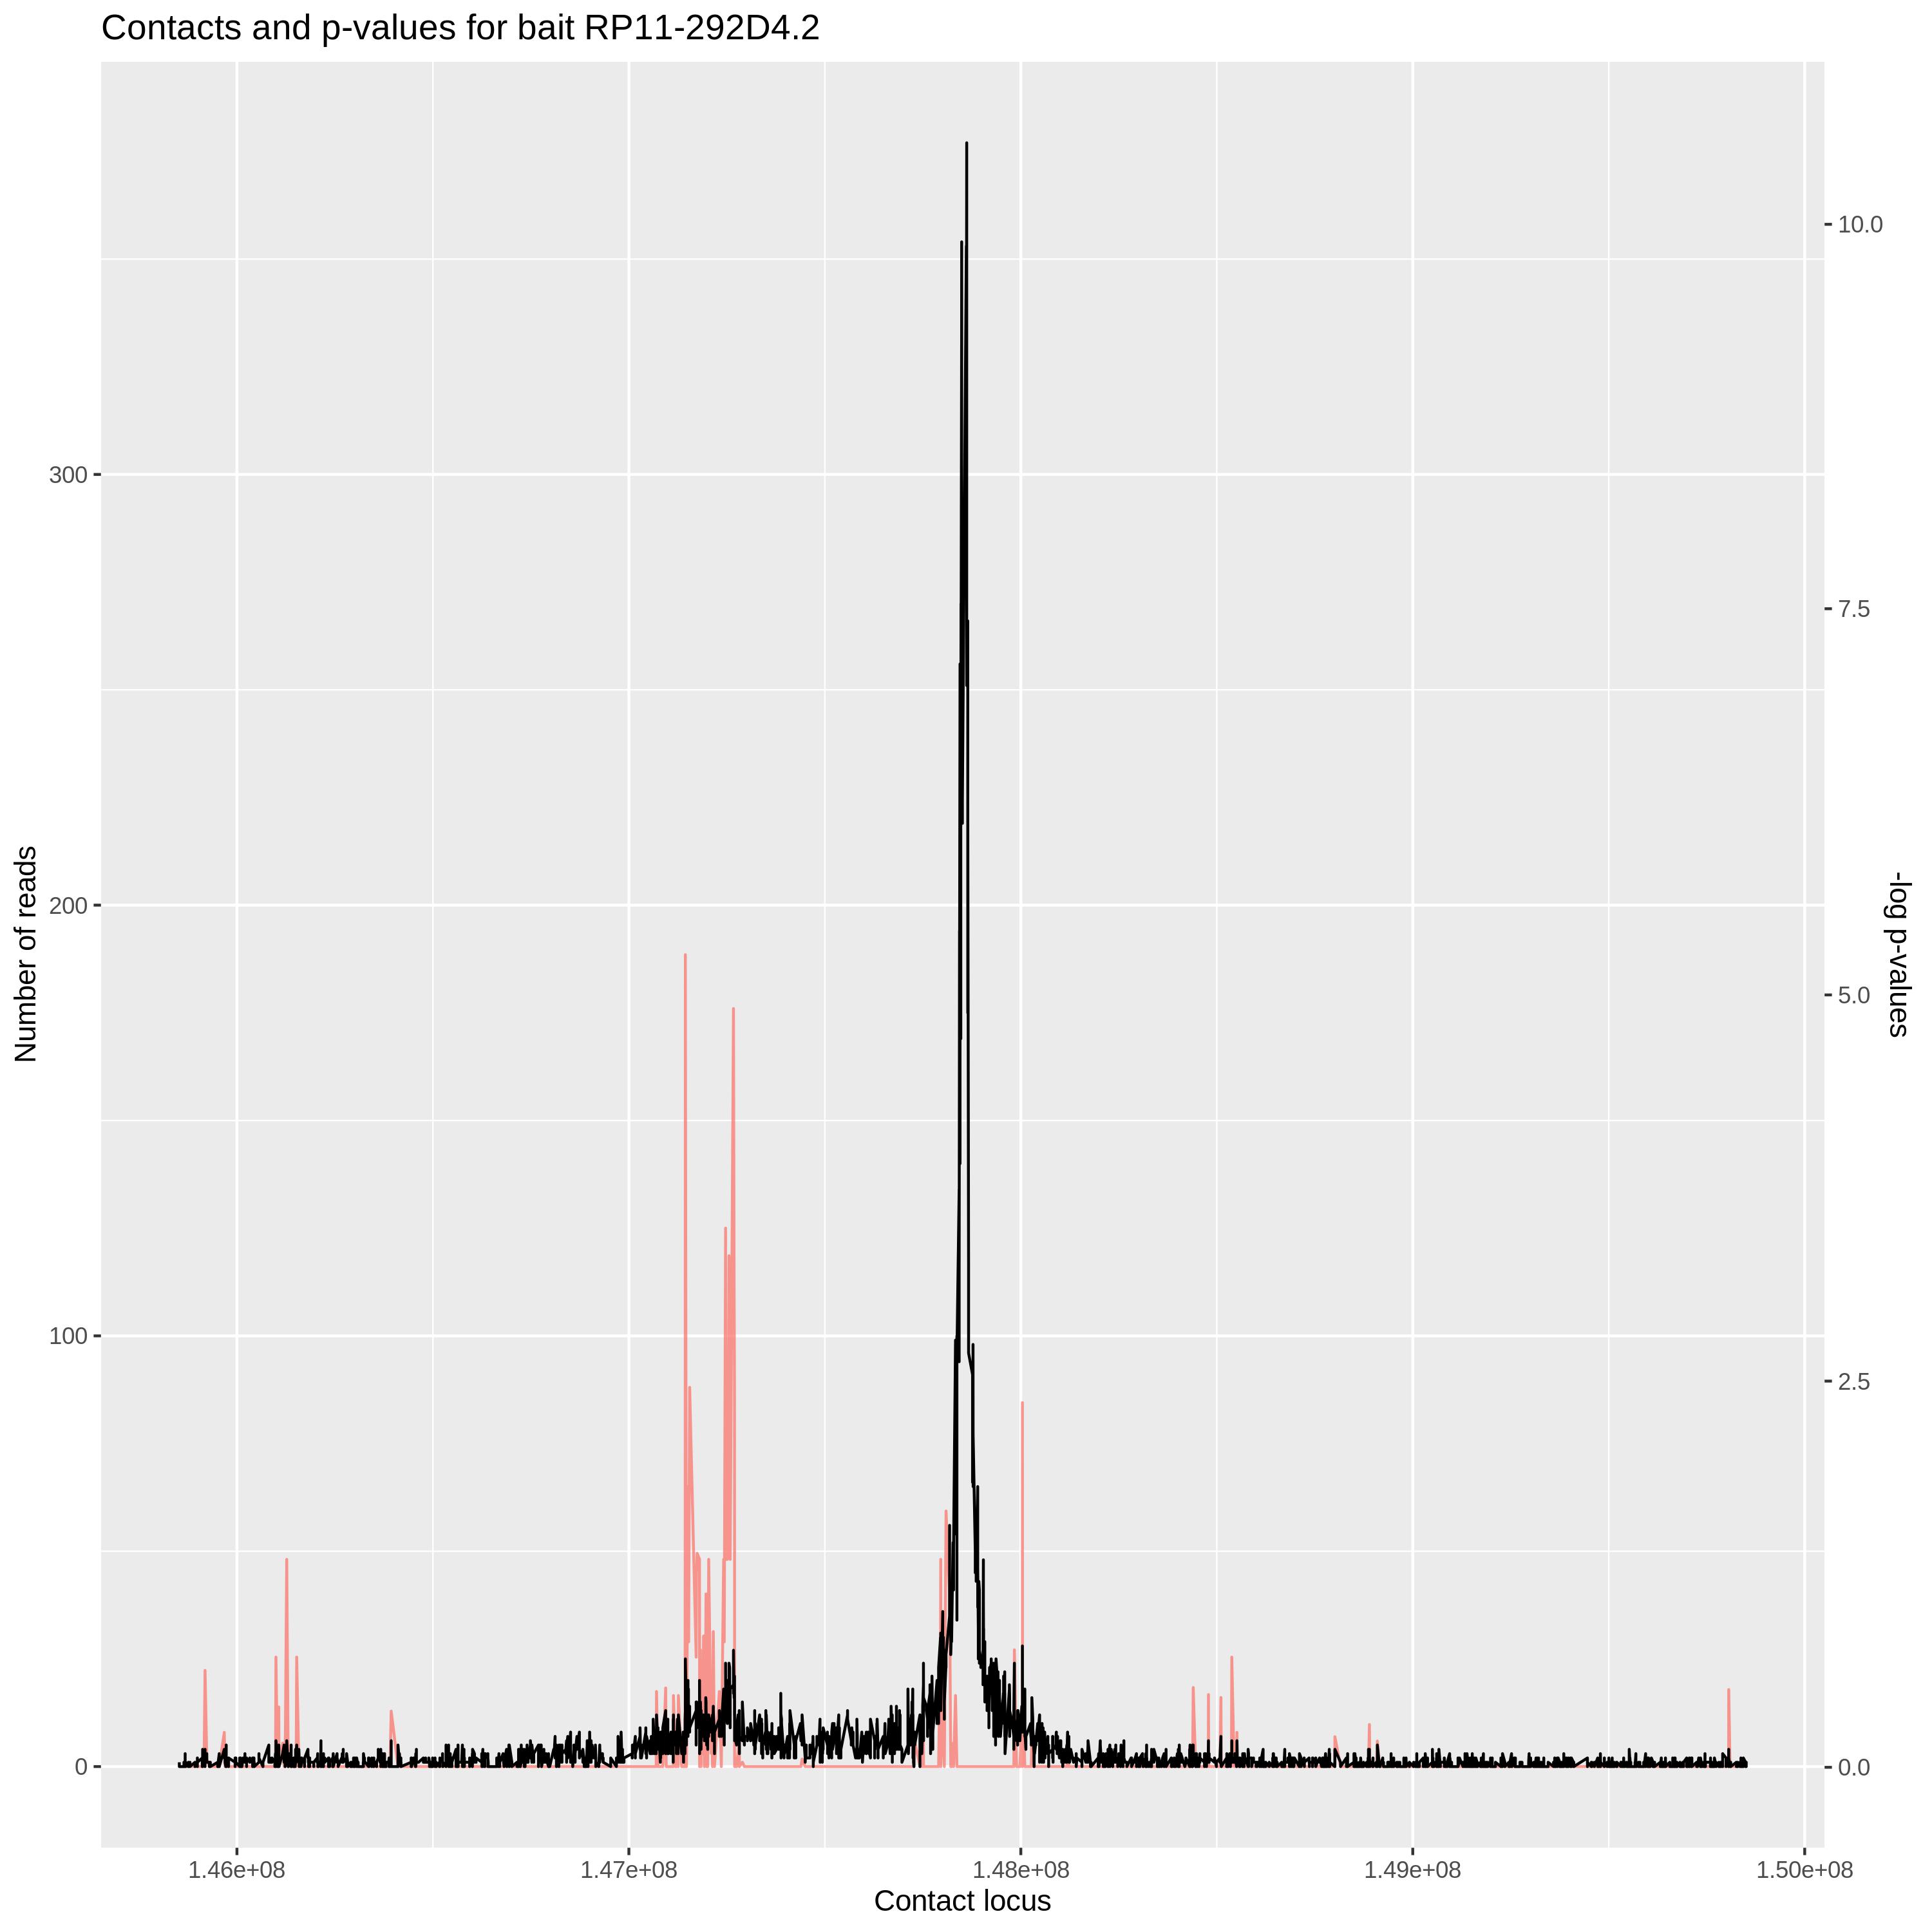 Contacts and p-values for bait RP11-292D4.2
Number of reads
300
200
100
0
10.0
7.5
5.0
2.5
0.0
-log p-values
1.46e+08 1.47e+08 1.48e+08 1.49e+08 1.50e+08
Contact locus